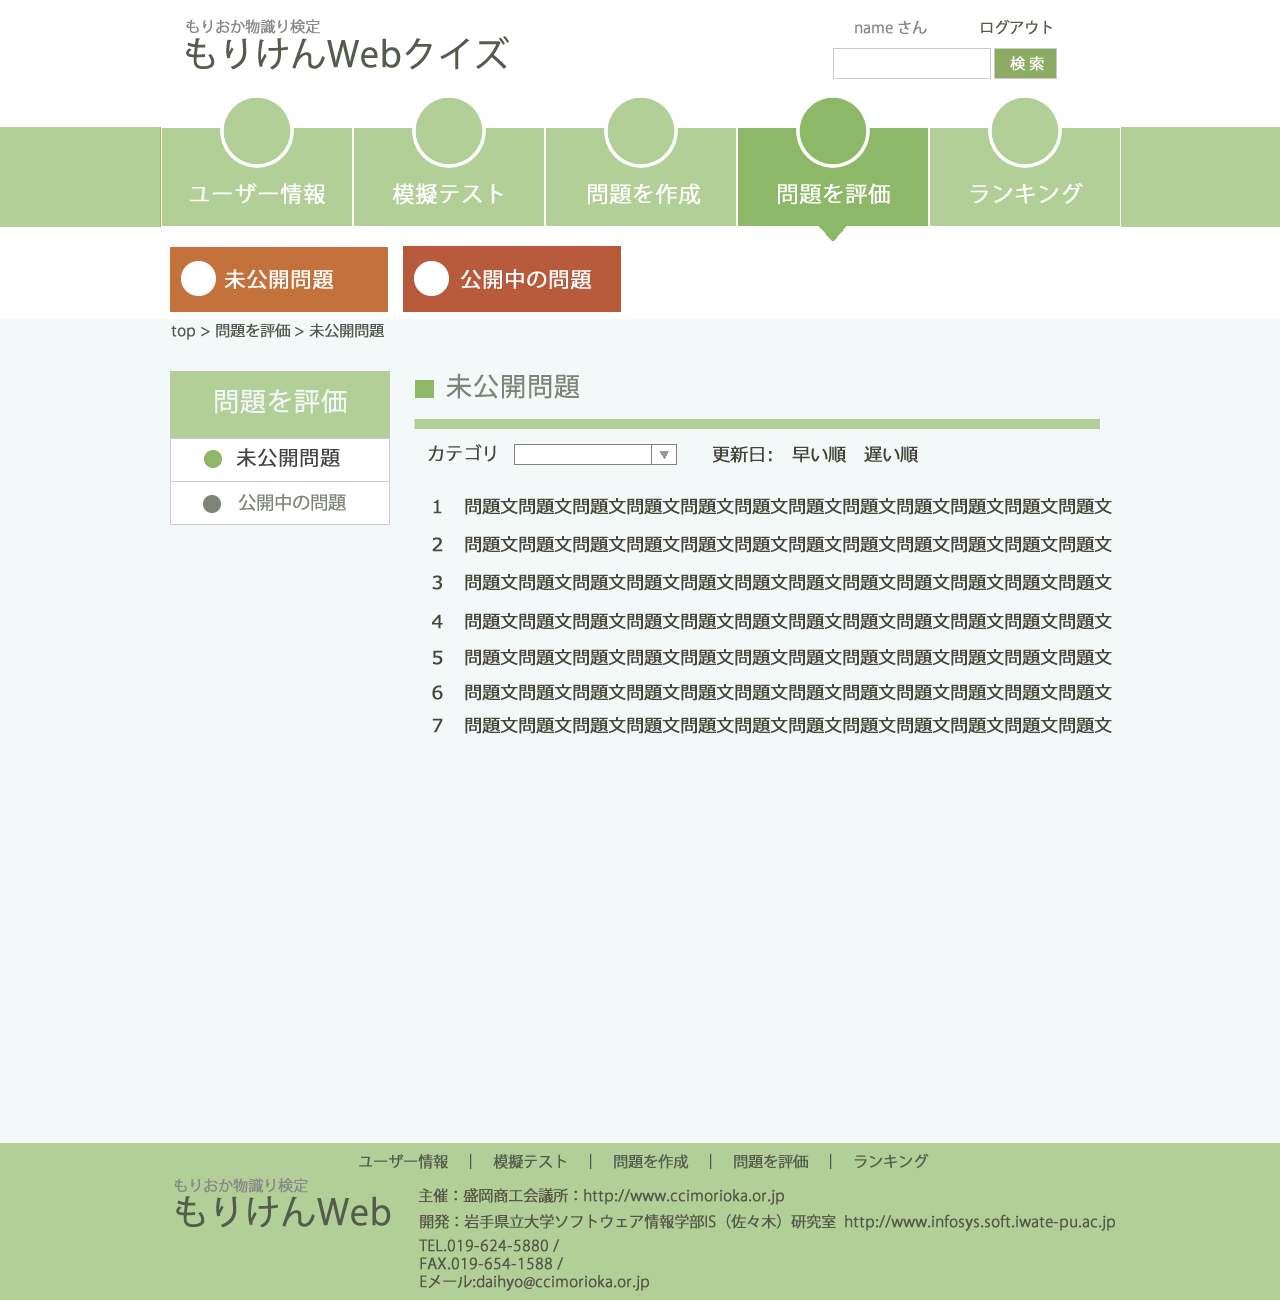 もりおか物識り検定
もりけんWebクイズ
name さん ログアウト
検 索
ユーザー情報 模擬テスト 問題を作成 問題を評価 ランキング
未公開問題 公開中の問題
top > 問題を評価 > 未公開問題
問題を評価
未公開問題
公開中の問題
未公開問題
カテゴリ 更新日: 早い順 遅い順
1 問題文問題文問題文問題文問題文問題文問題文問題文問題文問題文問題文問題文
2 問題文問題文問題文問題文問題文問題文問題文問題文問題文問題文問題文問題文
3 問題文問題文問題文問題文問題文問題文問題文問題文問題文問題文問題文問題文
4 問題文問題文問題文問題文問題文問題文問題文問題文問題文問題文問題文問題文
5 問題文問題文問題文問題文問題文問題文問題文問題文問題文問題文問題文問題文
6 問題文問題文問題文問題文問題文問題文問題文問題文問題文問題文問題文問題文
7 問題文問題文問題文問題文問題文問題文問題文問題文問題文問題文問題文問題文
ユーザー情報 | 模擬テスト | 問題を作成 | 問題を評価 | ランキング
もりおか物識り検定
もりけんWeb
主催:盛岡商工会議所:http://www.ccimorioka.or.jp
開発:岩手県立大学ソフトウェア情報学部IS(佐々木)研究室 http://www.infosys.soft.iwate-pu.ac.jp
TEL.019-624-5880 /
FAX.019-654-1588 /
Eメール:daihyo@ccimorioka.or.jp